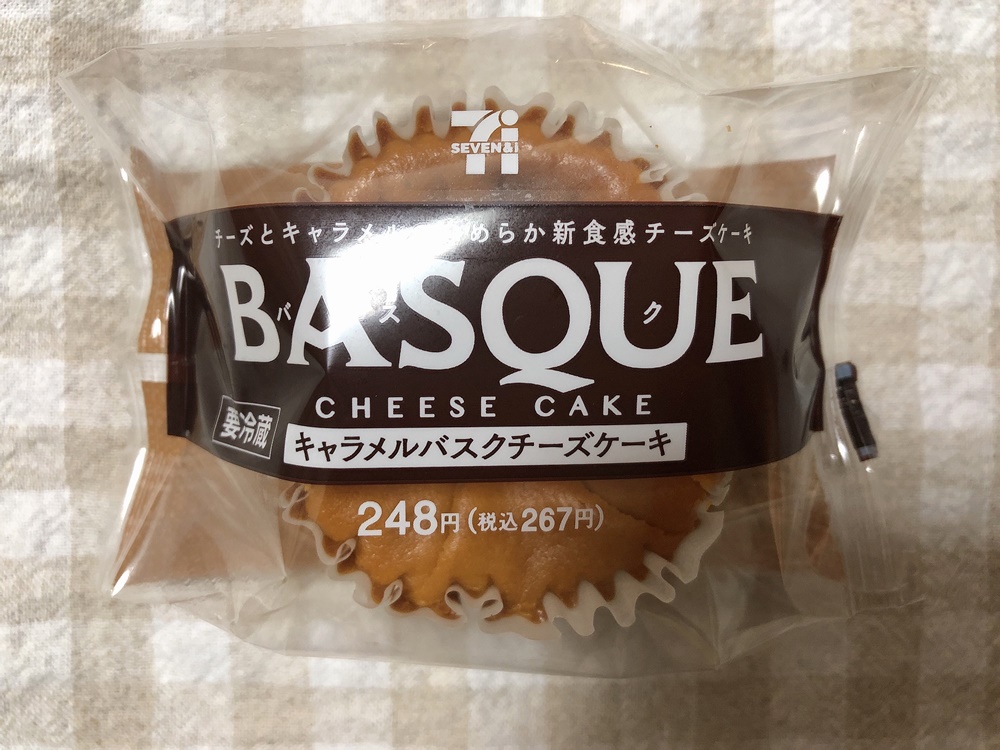 7i
SEVEN&i
チーズとキャラメル めらか新食感チーズケーキ
BASQUE
バスク
CHEESE CAKE
要冷蔵
キャラメルバスクチーズケーキ
248円(税込267円)